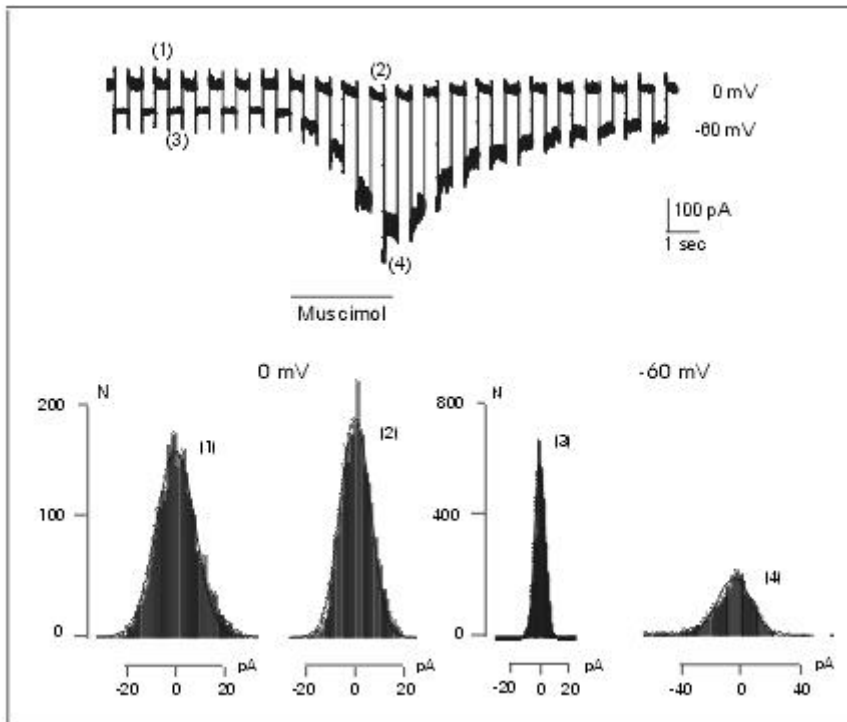 (1)
(2)
0 mV
-60 mV
(3)
100 pA
1 sec
(4)
Muscimol
0 mV
-60 mV
N
N
200
800
(1)
(2)
(3)
100
400
(4)
0
0
pA
pA
pA
pA
-20 0 20
-20 0 20
-20 0 20
-40 0 40